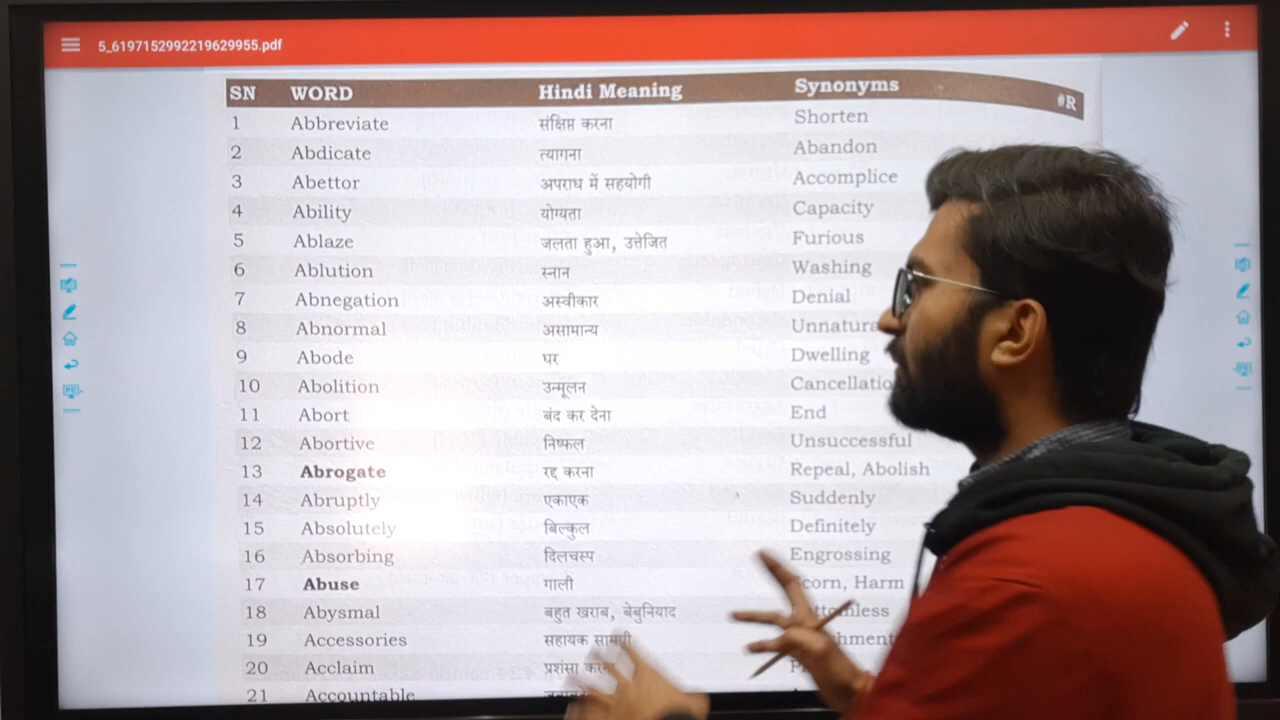 5_6197152992219629955.pdf
SN WORD Hindi Meaning Synonyms #R
1 Abbreviate संक्षिप्त करना Shorten
2 Abdicate त्यागना Abandon
3 Abettor अपराध में सहयोगी Accomplice
4 Ability योग्यता Capacity
5 Ablaze जलता हुआ, उत्तेजित Furious
6 Ablution स्नान Washing
7 Abnegation अस्वीकार Denial
8 Abnormal असामान्य
9 Abode घर Dwelling
10 Abolition उन्मूलन
11 Abort बंद कर देना End
12 Abortive निष्फल Unsuccessful
13 Abrogate रद्द करना Repeal, Abolish
14 Abruptly एकाएक Suddenly
15 Absolutely बिल्कुल Definitely
16 Absorbing दिलचस्प Engrossing
17 Abuse गाली Harm
18 Abysmal बहुत खराब, बेबुनियाद
19 Accessories सहायक
20 Acclaim प्रशंसा
21 Accountable